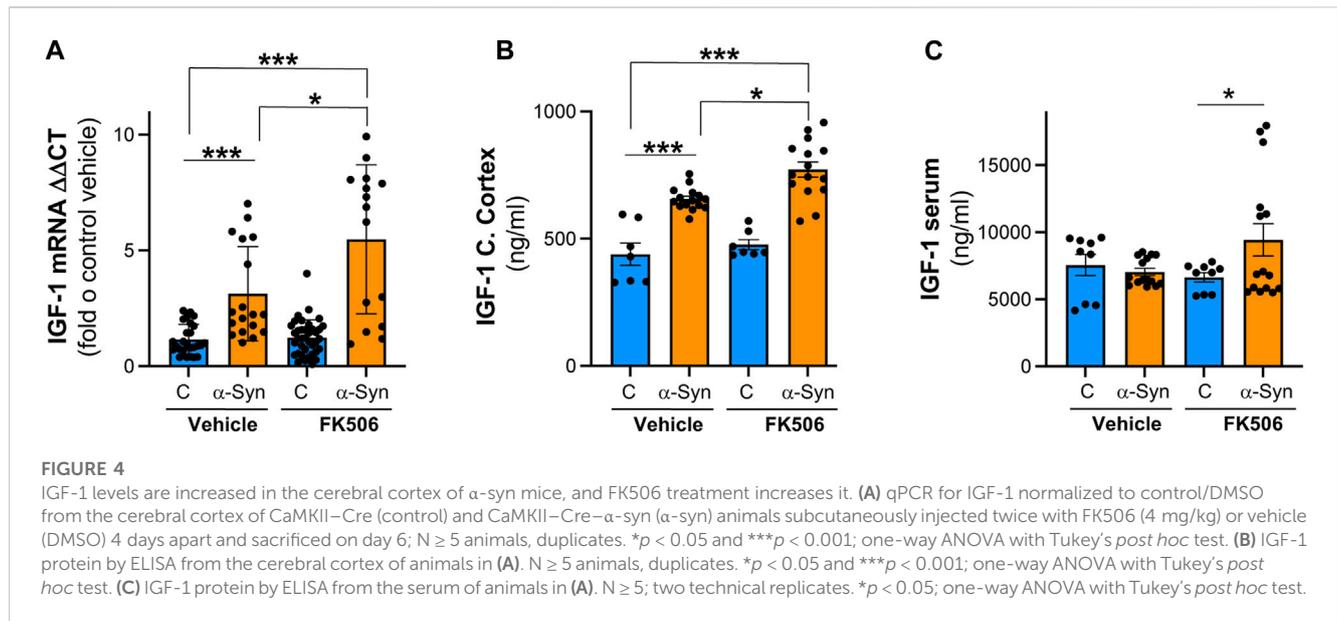 A
***
*
***
IGF-1 mRNA ΔΔCT
(fold o control vehicle)
10
5
0
C α-Syn C α-Syn
Vehicle FK506
B
***
*
***
IGF-1 C. Cortex
(ng/ml)
1000
500
0
C α-Syn C α-Syn
Vehicle FK506
C
*
IGF-1 serum
(ng/ml)
15000
10000
5000
0
C α-Syn C α-Syn
Vehicle FK506
FIGURE 4
IGF-1 levels are increased in the cerebral cortex of α-syn mice, and FK506 treatment increases it. (A) qPCR for IGF-1 normalized to control/DMSO
from the cerebral cortex of CaMKII–Cre (control) and CaMKII–Cre–α-syn (α-syn) animals subcutaneously injected twice with FK506 (4 mg/kg) or vehicle
(DMSO) 4 days apart and sacrificed on day 6; N ≥ 5 animals, duplicates. *p < 0.05 and ***p < 0.001; one-way ANOVA with Tukey's post hoc test. (B) IGF-1
protein by ELISA from the cerebral cortex of animals in (A). N ≥ 5 animals, duplicates. *p < 0.05 and ***p < 0.001; one-way ANOVA with Tukey's post
hoc test. (C) IGF-1 protein by ELISA from the serum of animals in (A). N ≥ 5; two technical replicates. *p < 0.05; one-way ANOVA with Tukey's post hoc test.